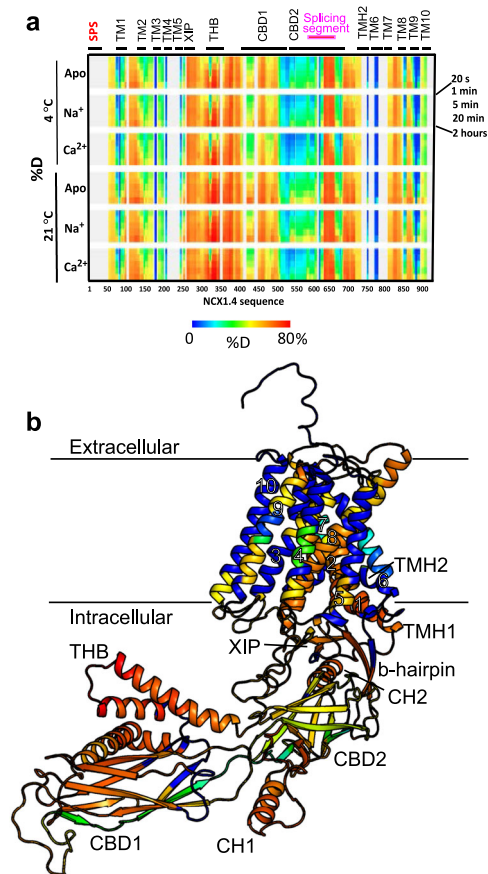 a
SPS
TM1
TM2
TM3
TM4
TM5
XIP
THB
CBD1
CBD2
Splicing
segment
TMH2
TM6
TM7
TM8
TM9
TM10
%D
4 °C
Apo
Na+
Ca2+
21 °C
Apo
Na+
Ca2+
20 s
1 min
5 min
20 min
2 hours
1 50 100 150 200 250 300 350 400 450 500 550 600 650 700 750 800 850 900
NCX1.4 sequence
0 %D 80%
b
Extracellular
10
9
7
8
3
4
2
6
5
1
TMH2
Intracellular
TMH1
XIP
THB
b-hairpin
CH2
CBD2
CBD1
CH1